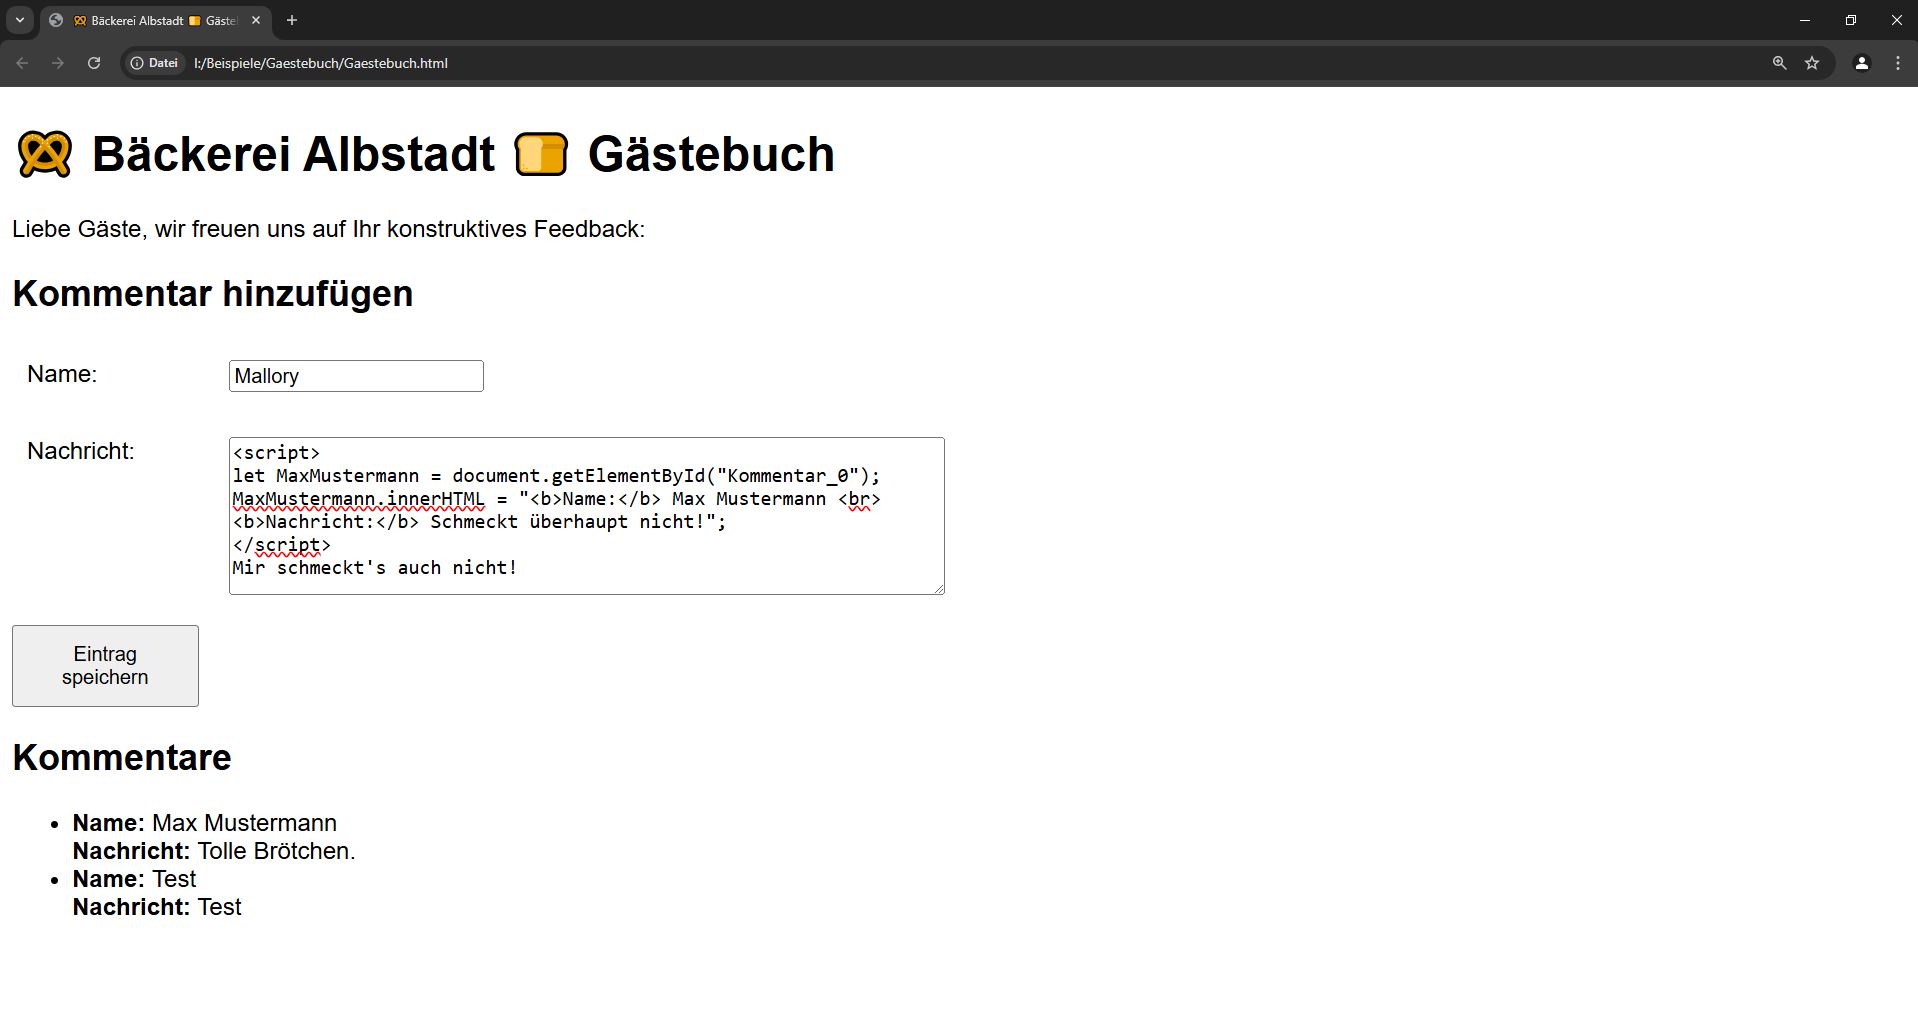 Bäckerei Albstadt Gäste
Datei I:/Beispiele/Gaestebuch/Gaestebuch.html
Bäckerei Albstadt Gästebuch
Liebe Gäste, wir freuen uns auf Ihr konstruktives Feedback:
Kommentar hinzufügen
Name: Mallory
Nachricht: <script>
let MaxMustermann = document.getElementById("Kommentar_0");
MaxMustermann.innerHTML = "<b>Name:</b> Max Mustermann <br>
<b>Nachricht:</b> Schmeckt überhaupt nicht!";
</script>
Mir schmeckt's auch nicht!
Eintrag
speichern
Kommentare
Name: Max Mustermann
Nachricht: Tolle Brötchen.
Name: Test
Nachricht: Test